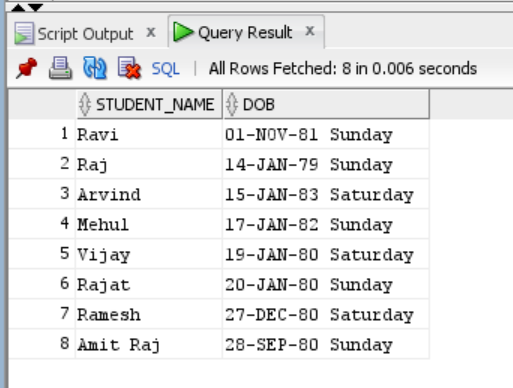 Script Output x Query Result x
SQL | All Rows Fetched: 8 in 0.006 seconds
STUDENT_NAME DOB
1 Ravi 01-NOV-81 Sunday
2 Raj 14-JAN-79 Sunday
3 Arvind 15-JAN-83 Saturday
4 Mehul 17-JAN-82 Sunday
5 Vijay 19-JAN-80 Saturday
6 Rajat 20-JAN-80 Sunday
7 Ramesh 27-DEC-80 Saturday
8 Amit Raj 28-SEP-80 Sunday